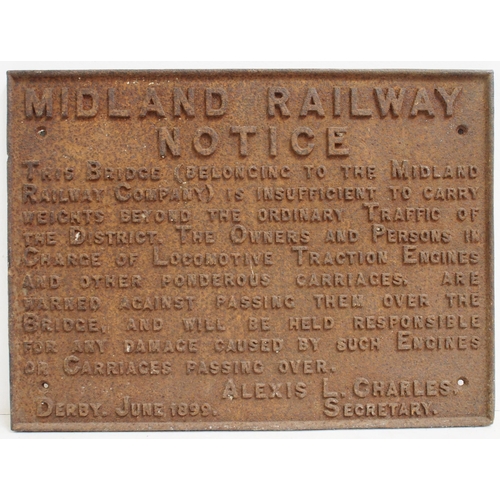 MIDLAND RAILWAY
NOTICE
THIS BRIDGE (BELONGING TO THE MIDLAND
RAILWAY COMPANY) IS INSUFFICIENT TO CARRY
WEIGHTS BEYOND THE ORDINARY TRAFFIC OF
THE DISTRICT. THE OWNERS AND PERSONS IN
CHARGE OF LOCOMOTIVE TRACTION ENGINES
AND OTHER PONDEROUS CARRIAGES, ARE
WARNED AGAINST PASSING THEM OVER THE
BRIDGE, AND WILL BE HELD RESPONSIBLE
FOR ANY DAMAGE CAUSED BY SUCH ENGINES
OR CARRIAGES PASSING OVER.
ALEXIS L. CHARLES.
DERBY. JUNE 1899. SECRETARY.